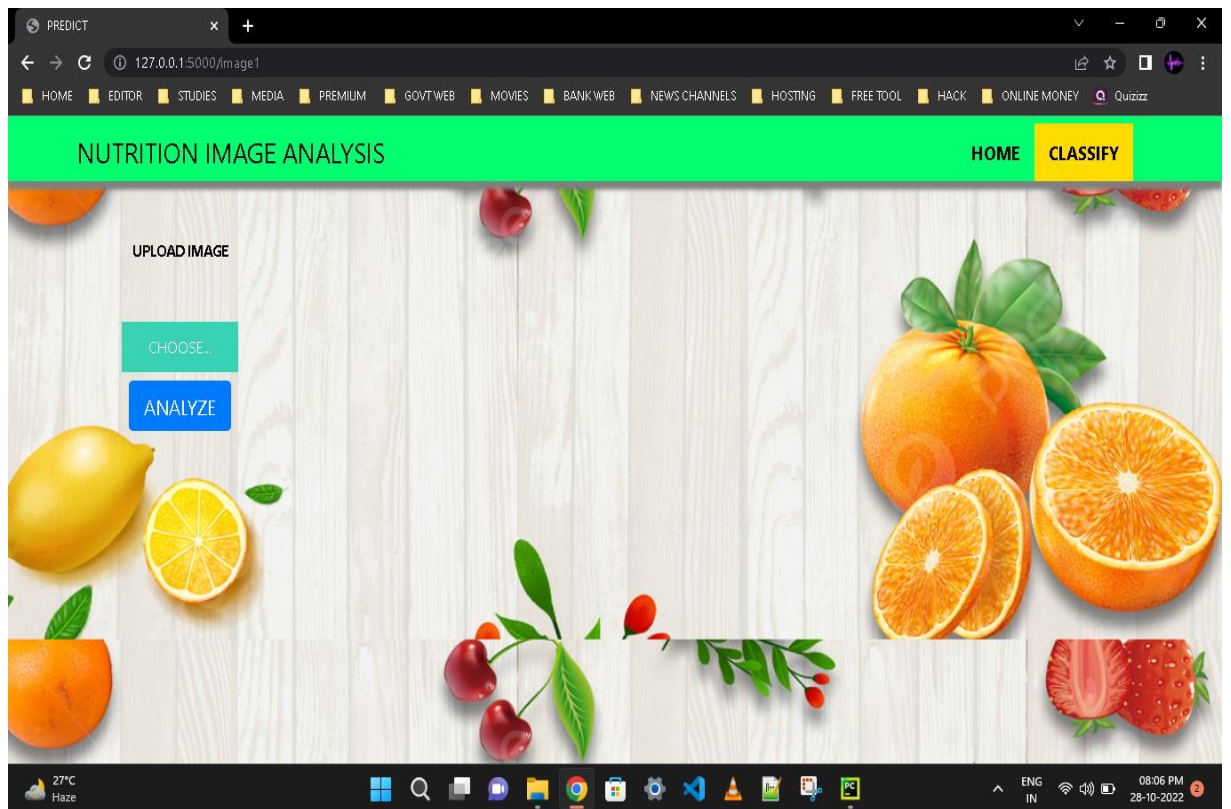 PREDICT
127.0.0.1:5000/image1
HOME EDITOR STUDIES MEDIA PREMIUM GOVT WEB MOVIES BANK WEB NEWS CHANNELS HOSTING FREE TOOL HACK ONLINE MONEY Quizizz
NUTRITION IMAGE ANALYSIS HOME CLASSIFY
UPLOAD IMAGE
CHOOSE...
ANALYZE
27°C
Haze
ENG
IN
08:06 PM
28-10-2022
2